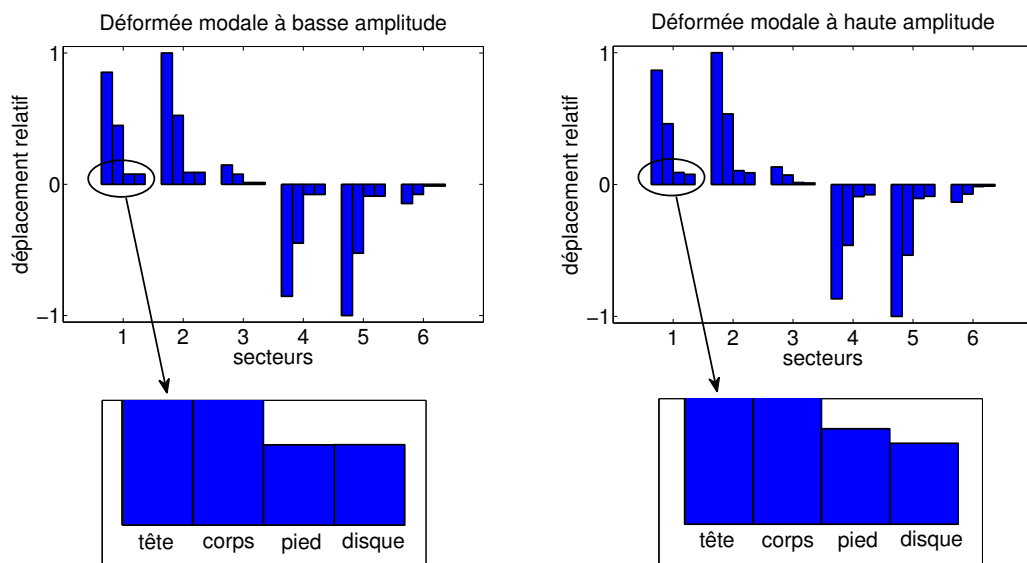 Déformée modale à basse amplitude
déplacement relatif
1
0
−1
1 2 3 4 5 6
secteurs
tête corps pied disque
Déformée modale à haute amplitude
déplacement relatif
1
0
−1
1 2 3 4 5 6
secteurs
tête corps pied disque